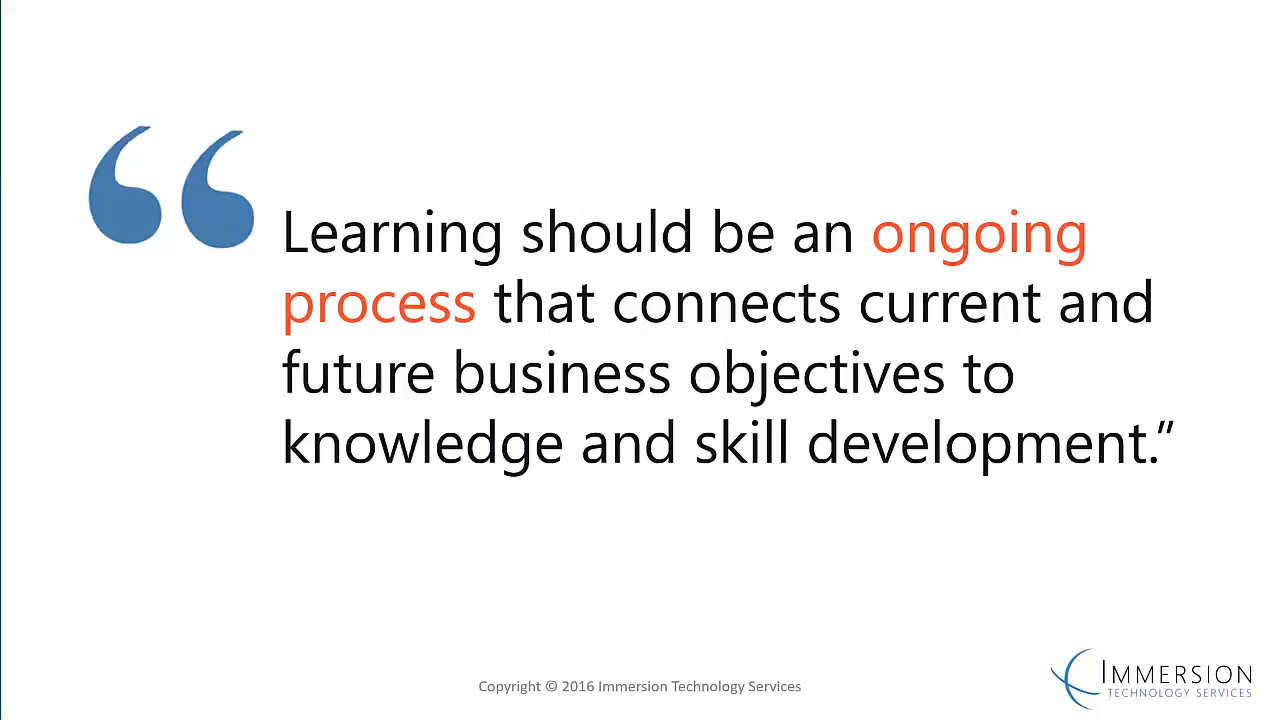 “
Learning should be an ongoing
process that connects current and
future business objectives to
knowledge and skill development.”
Copyright © 2016 Immersion Technology Services
IMMERSION
TECHNOLOGY SERVICES